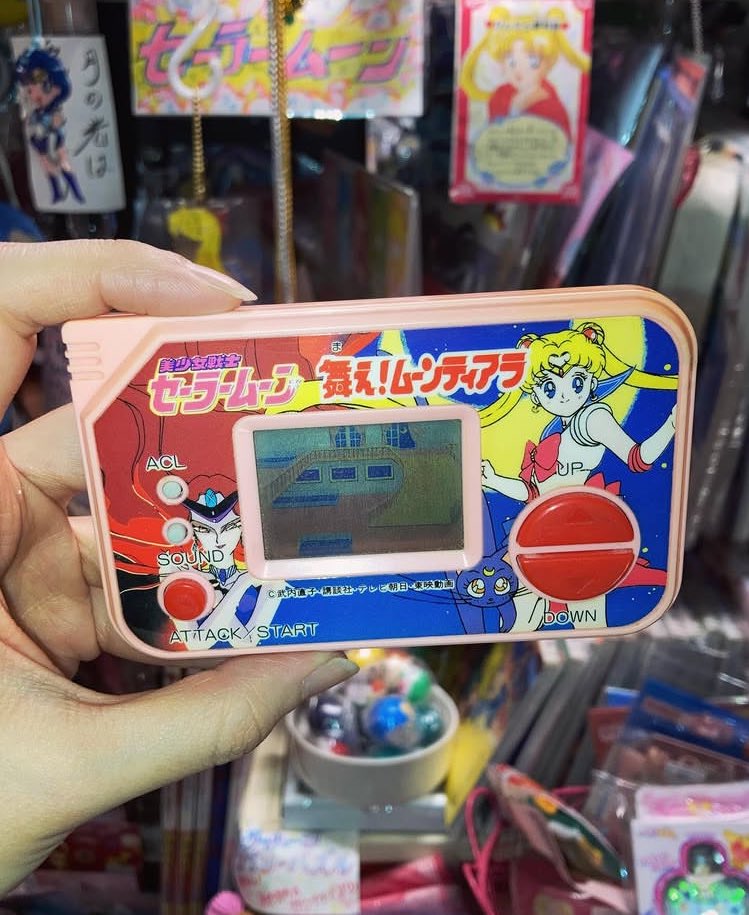 セーラームーン
月の光は
美少女戦士
セーラームーン
ま
舞え!ムーンティアラ
ACL
SOUND
ATTACK/START
UP
DOWN
©武内直子・講談社・テレビ朝日・東映動画